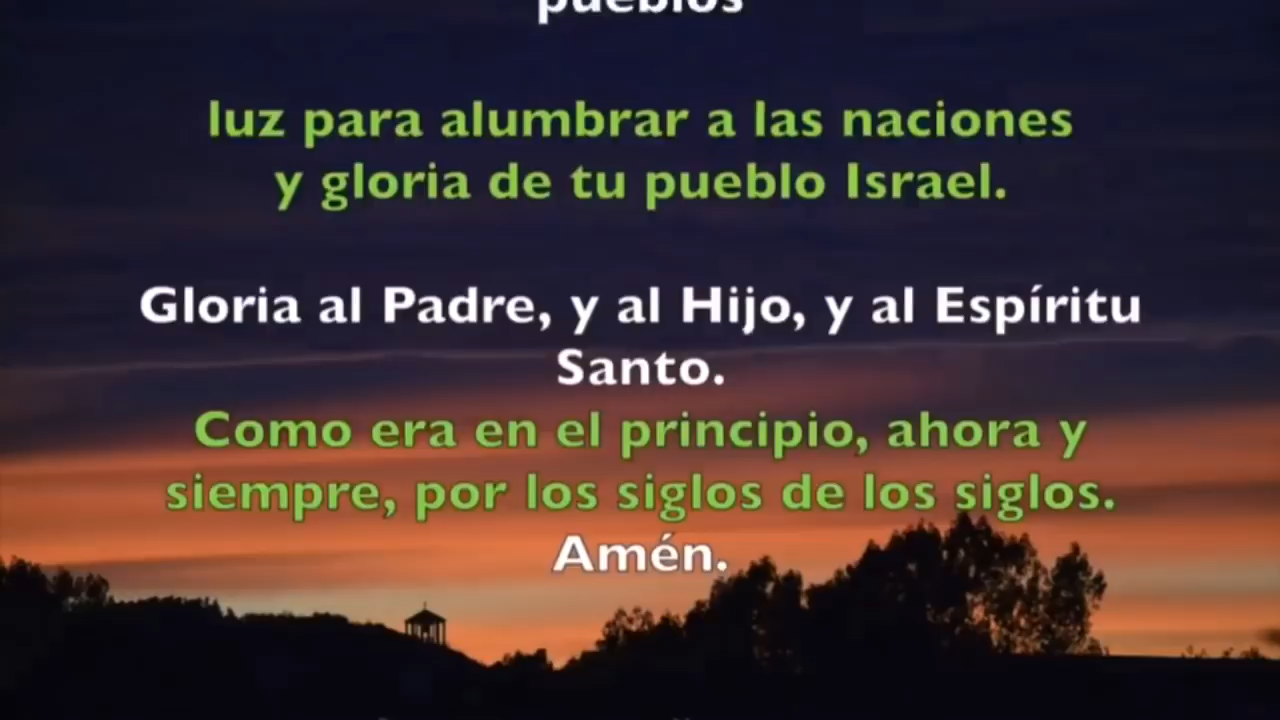 pueblos
luz para alumbrar a las naciones
y gloria de tu pueblo Israel.
Gloria al Padre, y al Hijo, y al Espíritu
Santo.
Como era en el principio, ahora y
siempre, por los siglos de los siglos.
Amén.